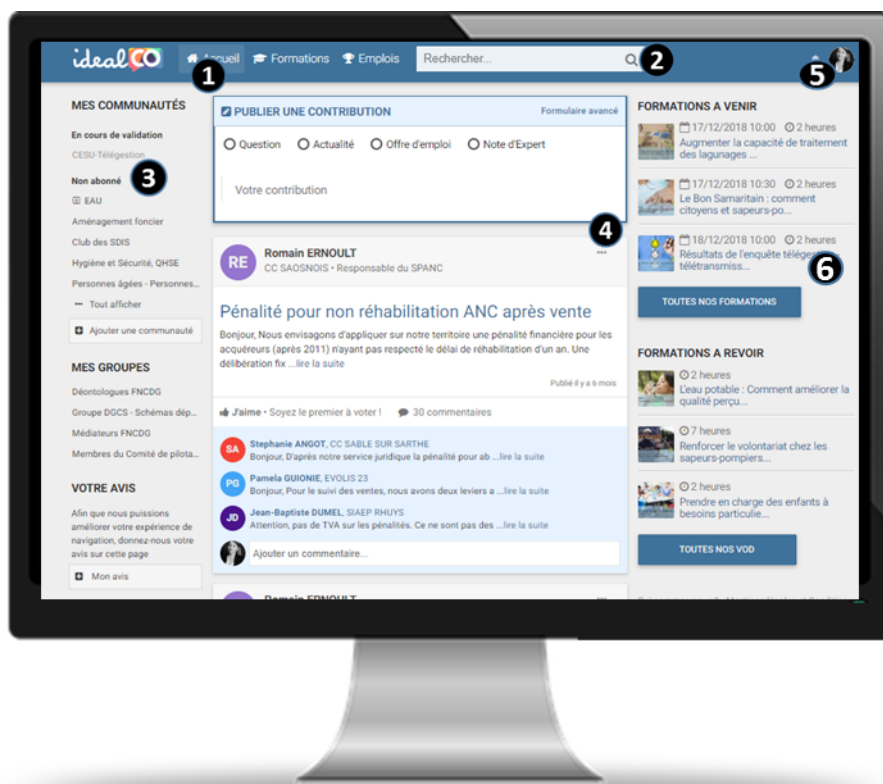 idealCO
Accueil Formations Emplois Rechercher...
1
2
5
MES COMMUNAUTÉS
En cours de validation
CESU-Télégestion
3
Non abonné
EAU
Aménagement foncier
Club des SDIS
Hygiène et Sécurité, QHSE
Personnes âgées - Personnes...
Tout afficher
Ajouter une communauté
MES GROUPES
Déontologues FNCDG
Groupe DGCS - Schémas dép...
Médiateurs FNCDG
Membres du Comité de pilota...
VOTRE AVIS
Afin que nous puissions
améliorer votre expérience de
navigation, donnez-nous votre
avis sur cette page
Mon avis
PUBLIER UNE CONTRIBUTION Formulaire avancé
Question Actualité Offre d'emploi Note d'Expert
Votre contribution
4
RE
Romain ERNOULT
CC SAOSNOIS • Responsable du SPANC
Pénalité pour non réhabilitation ANC après vente
Bonjour, Nous envisagons d'appliquer sur notre territoire une pénalité financière pour les
acquéreurs (après 2011) n'ayant pas respecté le délai de réhabilitation d'un an. Une
délibération fix ...lire la suite
Publié il y a 6 mois
J'aime • Soyez le premier à voter ! 30 commentaires
SA
Stephanie ANGOT, CC SABLE SUR SARTHE
Bonjour, D'après notre service juridique la pénalité pour ab ...lire la suite
PG
Pamela GUIONIE, EVOLIS 23
Bonjour, Pour le suivi des ventes, nous avons deux leviers a ...lire la suite
JD
Jean-Baptiste DUMEL, SIAEP RHUYS
Attention, pas de TVA sur les pénalités. Ce ne sont pas des ...lire la suite
Ajouter un commentaire...
Romain ERNOULT
FORMATIONS A VENIR
17/12/2018 10:00 2 heures
Augmenter la capacité de traitement
des lagunages ...
17/12/2018 10:30 2 heures
Le Bon Samaritain : comment
citoyens et sapeurs-po...
18/12/2018 10:00 2 heures
Résultats de l'enquête
télétransmiss...
6
TOUTES NOS FORMATIONS
FORMATIONS A REVOIR
2 heures
L'eau potable : Comment améliorer la
qualité perçu...
7 heures
Renforcer le volontariat chez les
sapeurs-pompiers...
2 heures
Prendre en charge des enfants à
besoins particulie...
TOUTES NOS VOD